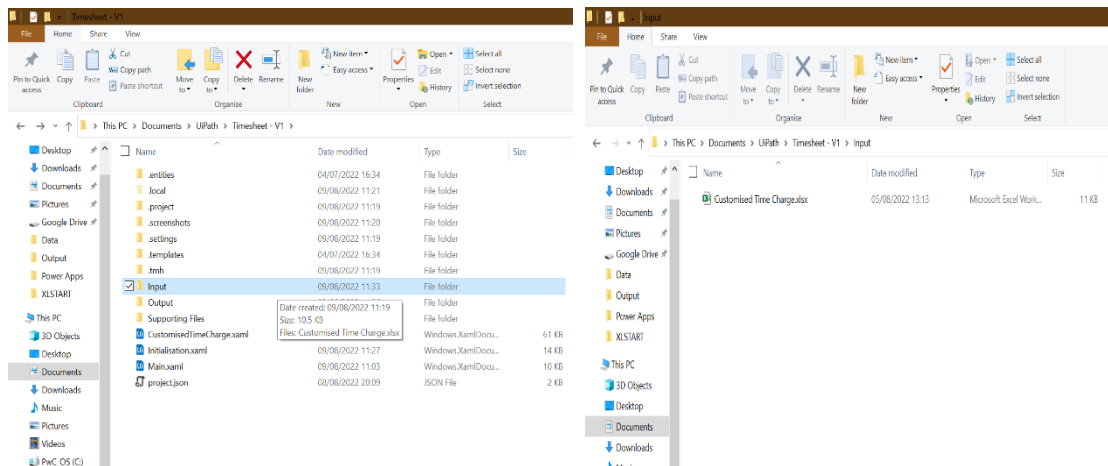 Timesheet - V1
File Home Share View
Pin to Quick access
Copy
Paste
Cut
Copy path
Paste shortcut
Clipboard
Move to
Copy to
Delete
Rename
Organise
New folder
New item
Easy access
New
Properties
Open
Edit
History
Open
Select all
Select none
Invert selection
Select
This PC > Documents > UiPath > Timesheet - V1 >
Desktop
Downloads
Documents
Pictures
Google Drive
Data
Output
Power Apps
XLSTART
This PC
3D Objects
Desktop
Documents
Downloads
Music
Pictures
Videos
PwC_OS (C:)
Name Date modified Type Size
.entities 04/07/2022 16:34 File folder
.local 09/08/2022 11:21 File folder
.project 09/08/2022 11:19 File folder
.screenshots 09/08/2022 11:20 File folder
.settings 09/08/2022 11:19 File folder
.templates 04/07/2022 16:34 File folder
.tmh 09/08/2022 11:19 File folder
Input 09/08/2022 11:33 File folder
Output File folder
Supporting Files File folder
CustomisedTimeCharge.xaml Windows.XamlDocu... 61 KB
Initialisation.xaml 09/08/2022 11:27 Windows.XamlDocu... 14 KB
Main.xaml 09/08/2022 11:03 Windows.XamlDocu... 10 KB
project.json 08/08/2022 20:09 JSON File 2 KB
Date created: 09/08/2022 11:19
Size: 10.5 KB
Files: Customised Time Charge.xlsx
Input
File Home Share View
Pin to Quick access
Copy
Paste
Cut
Copy path
Paste shortcut
Clipboard
Move to
Copy to
Delete
Rename
Organise
New folder
New item
Easy access
New
Properties
Open
Edit
History
Open
Select all
Select none
Invert selection
Select
This PC > Documents > UiPath > Timesheet - V1 > Input
Desktop
Downloads
Documents
Pictures
Google Drive
Data
Output
Power Apps
XLSTART
This PC
3D Objects
Desktop
Documents
Downloads
Name Date modified Type Size
Customised Time Charge.xlsx 05/08/2022 13:13 Microsoft Excel Work... 11 KB